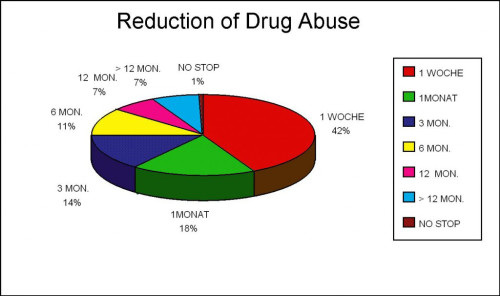 Reduction of Drug Abuse
> 12 MON.
7%
NO STOP
1%
12  MON.
7%
6 MON.
11%
1 WOCHE
42%
3 MON.
14%
1MONAT
18%
1 WOCHE
1MONAT
3 MON.
6 MON.
12  MON.
> 12 MON.
NO STOP